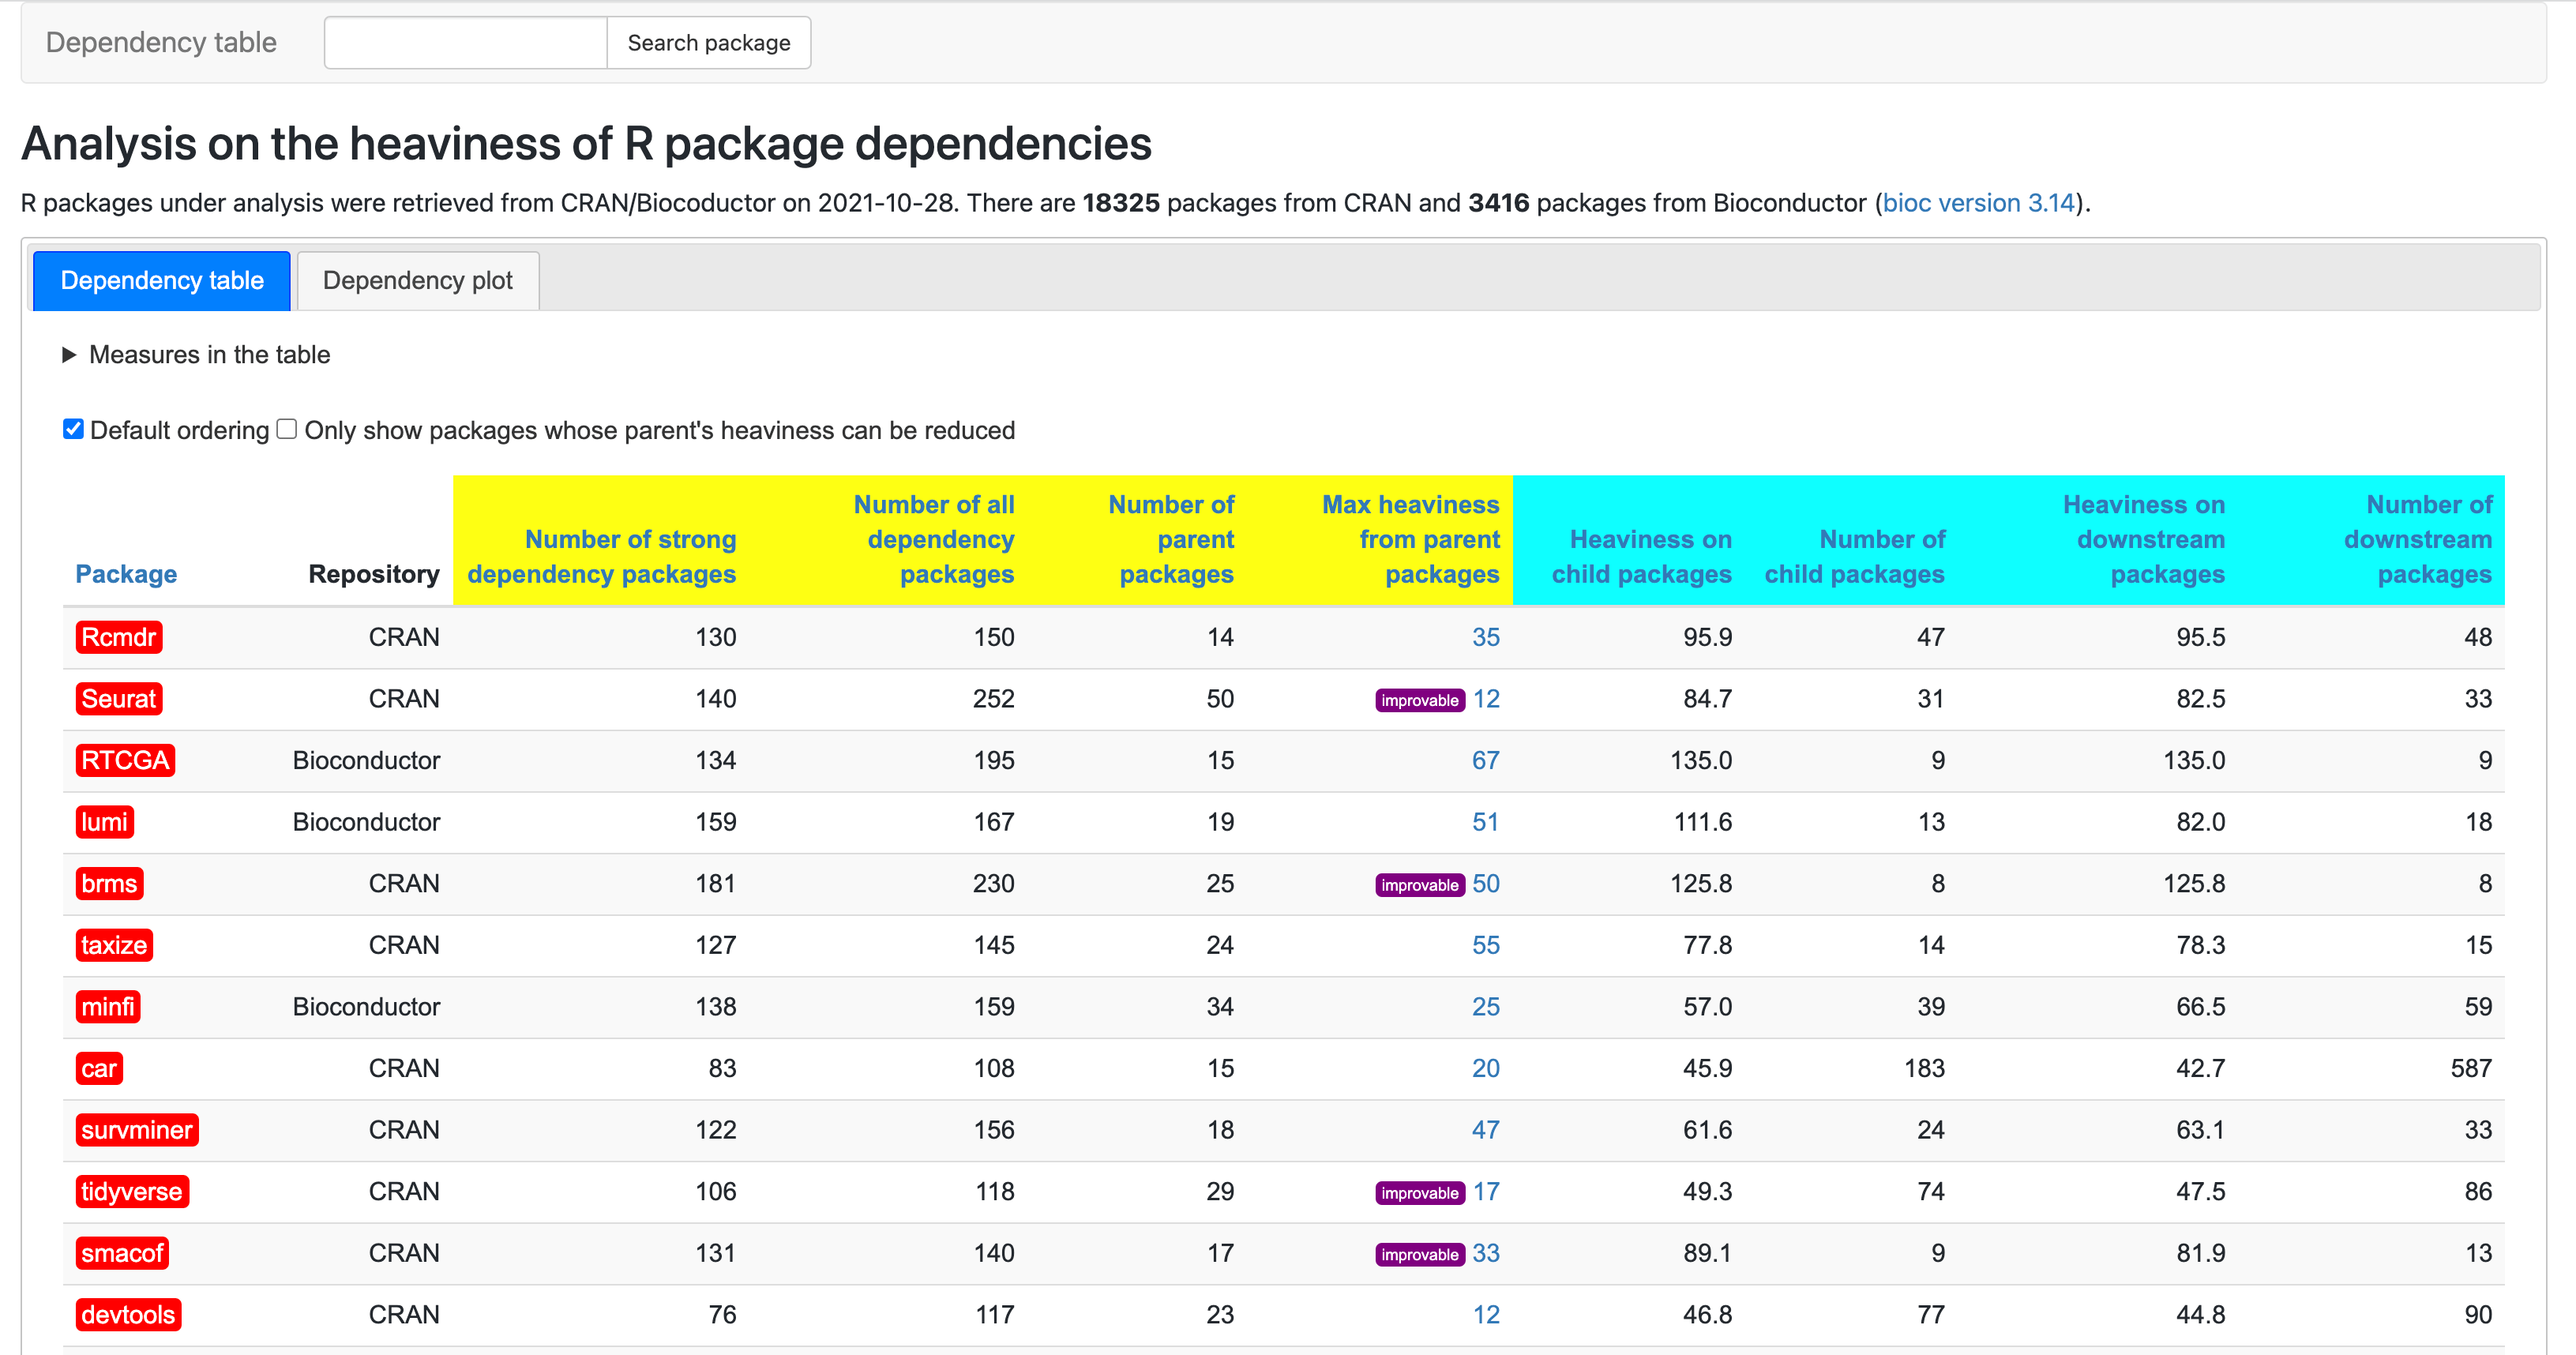 Dependency table
Search package
Analysis on the heaviness of R package dependencies
R packages under analysis were retrieved from CRAN/Biocoductor on 2021-10-28. There are 18325 packages from CRAN and 3416 packages from Bioconductor (bioc version 3.14).
Dependency table
Dependency plot
▶ Measures in the table
Default ordering Only show packages whose parent's heaviness can be reduced
Package Repository Number of strong dependency packages Number of all dependency packages Number of parent packages Max heaviness from parent packages Heaviness on child packages Number of child packages Heaviness on downstream packages Number of downstream packages
Rcmdr CRAN 130 150 14 35 95.9 47 95.5 48
Seurat CRAN 140 252 50 improvable 12 84.7 31 82.5 33
RTCGA Bioconductor 134 195 15 67 135.0 9 135.0 9
lumi Bioconductor 159 167 19 51 111.6 13 82.0 18
brms CRAN 181 230 25 improvable 50 125.8 8 125.8 8
taxize CRAN 127 145 24 55 77.8 14 78.3 15
minfi Bioconductor 138 159 34 25 57.0 39 66.5 59
car CRAN 83 108 15 20 45.9 183 42.7 587
survminer CRAN 122 156 18 47 61.6 24 63.1 33
tidyverse CRAN 106 118 29 improvable 17 49.3 74 47.5 86
smacof CRAN 131 140 17 improvable 33 89.1 9 81.9 13
devtools CRAN 76 117 23 12 46.8 77 44.8 90